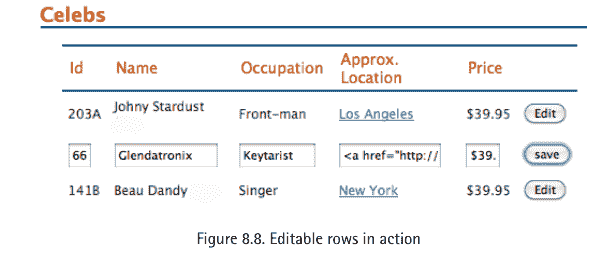 Celebs
Id Name Occupation Approx. Location Price
203A Johny Stardust Front-man Los Angeles $39.95 Edit
66 Glendatronix Keytarist <a href="http:// $39. save
141B Beau Dandy Singer New York $39.95 Edit
Figure 8.8. Editable rows in action